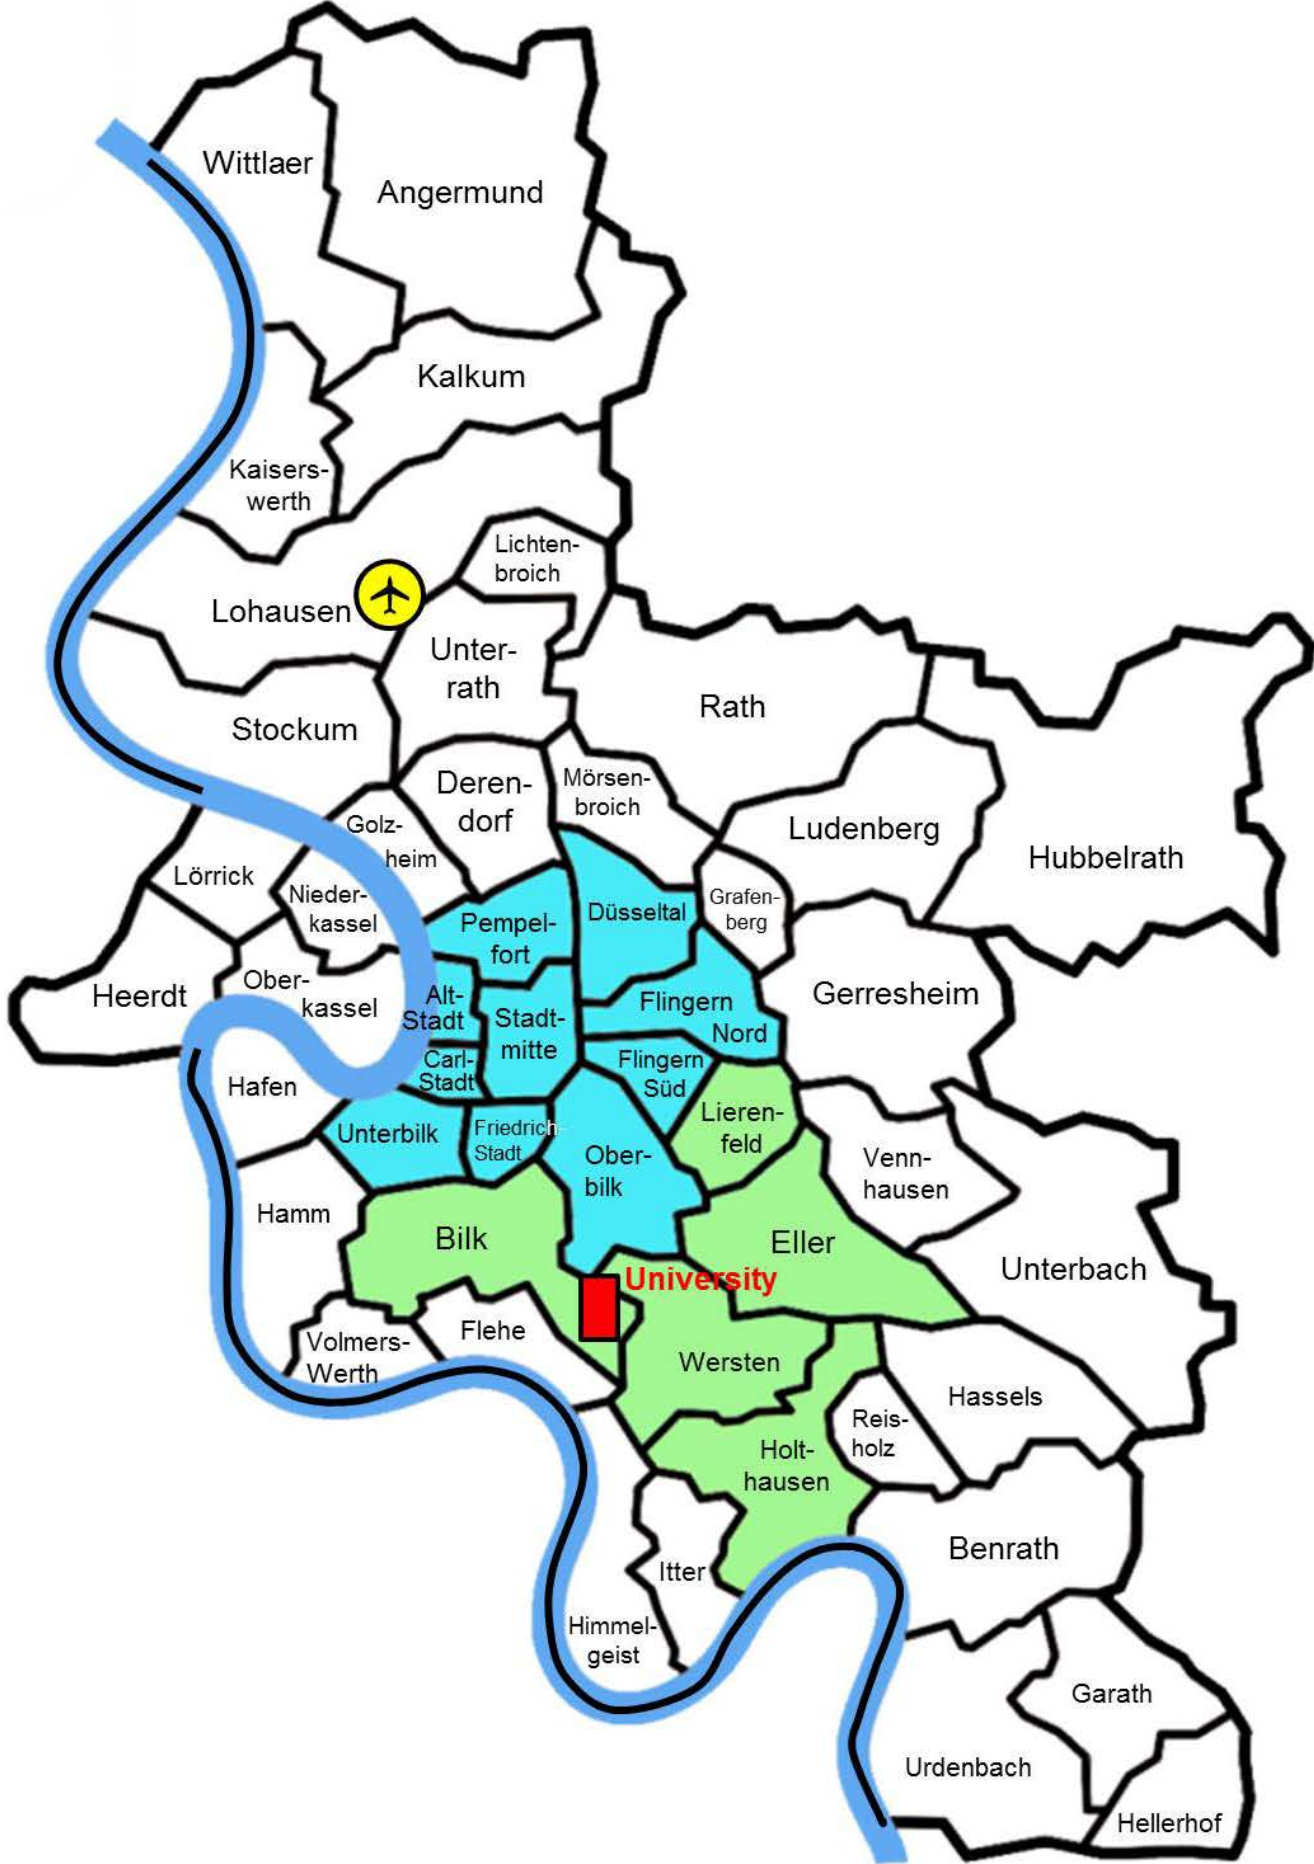 Wittlaer
Angermund
Kalkum
Kaisers-
werth
Lichten-
broich
Lohausen
Unter-
rath
Rath
Stockum
Deren-
dorf
Mörsen-
broich
Golz-
heim
Ludenberg
Hubbelrath
Lörrick
Nieder-
kassel
Pempel-
fort
Düsseltal
Grafen-
berg
Heerdt
Ober-
kassel
Alt-
Stadt
Stadt-
mitte
Flingern
Nord
Gerresheim
Carl-
Stadt
Flingern
Süd
Hafen
Unterbilk
Friedrich-
Stadt
Lieren-
feld
Ober-
bilk
Venn-
hausen
Hamm
Bilk
Eller
Unterbach
University
Volmers-
Werth
Flehe
Wersten
Hassels
Reis-
holz
Holt-
hausen
Benrath
Itter
Himmel-
geist
Garath
Urdenbach
Hellerhof